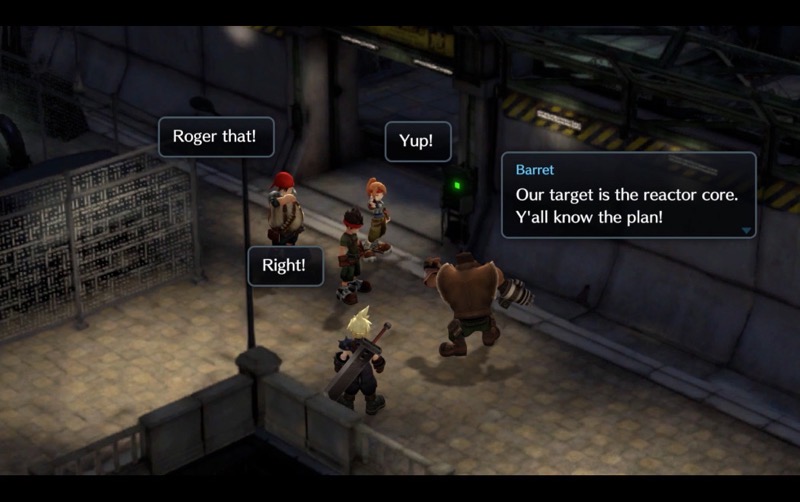 Roger that!
Yup!
Barret
Our target is the reactor core.
Y'all know the plan!
Right!